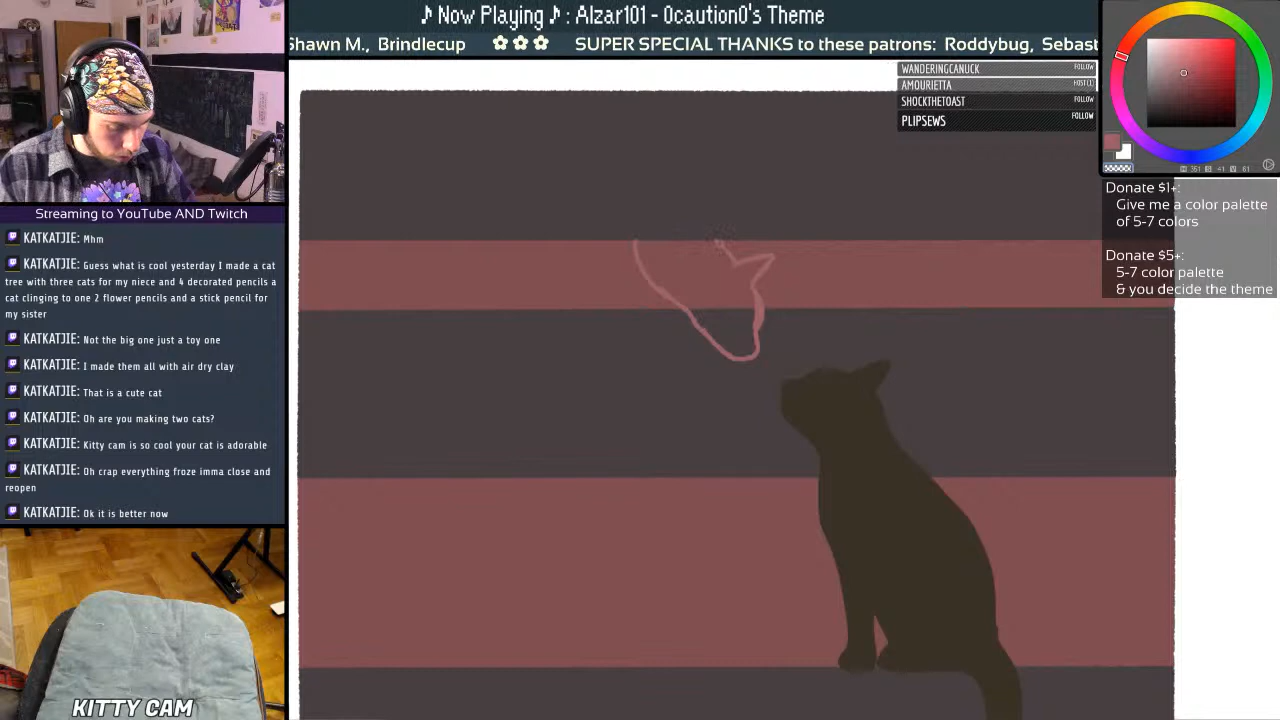 ♪ Now Playing ♪ : Alzar101 - 0caution0's Theme
Shawn M., Brindlecup ✿ ✿ ✿ SUPER SPECIAL THANKS to these patrons: Roddybug, Sebast
WANDERINGCANUCK FOLLOW
AMOURIETTA
SHOCKTHETOAST FOLLOW
PLIPSEWS FOLLOW
Donate $1+:
Give me a color palette
of 5-7 colors
Donate $5+:
5-7 color palette
& you decide the theme
Streaming to YouTube AND Twitch
KATKATJIE: Mhm
KATKATJIE: Guess what is cool yesterday I made a cat
tree with three cats for my niece and 4 decorated pencils a
cat clinging to one 2 flower pencils and a stick pencil for
my sister
KATKATJIE: Not the big one just a toy one
KATKATJIE: I made them all with air dry clay
KATKATJIE: That is a cute cat
KATKATJIE: Oh are you making two cats?
KATKATJIE: Kitty cam is so cool your cat is adorable
KATKATJIE: Oh crap everything froze imma close and
reopen
KATKATJIE: Ok it is better now
KITTY CAM